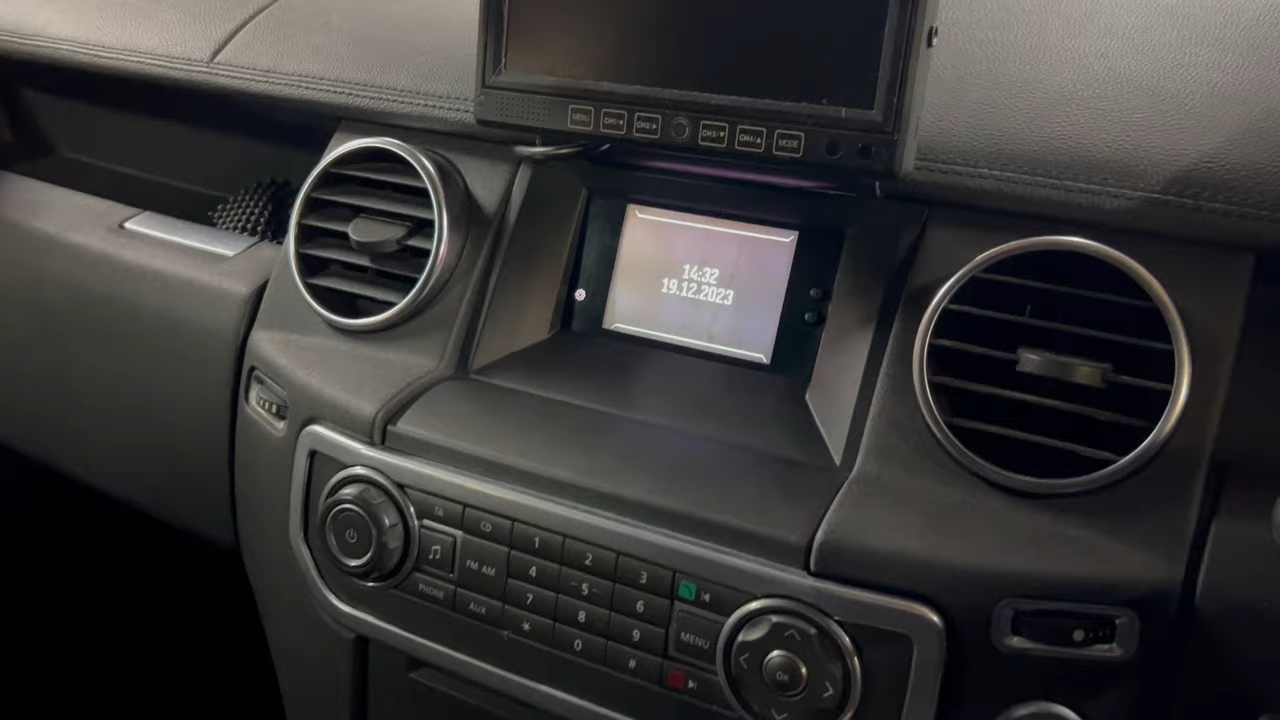 MENU CH1/◀ CH2/▶ CH3/▼ CH4/▲ MODE
14:32
19.12.2023
TA CD 1 2 3
FM AM 4 5 6
PHONE AUX 7 8 9 MENU
* 0 #
OK